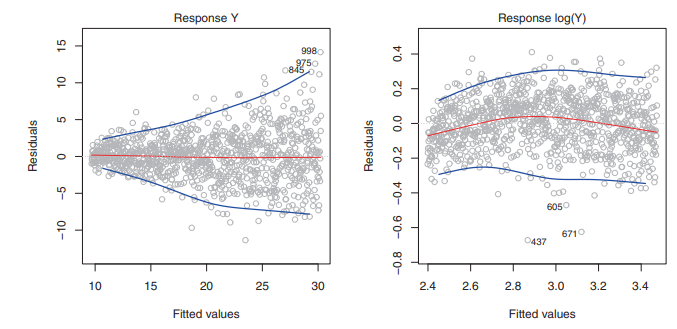 Response Y
998
975
845
15
10
5
0
−5
−10
Residuals
10 15 20 25 30
Fitted values
Response log(Y)
605
671
437
0.4
0.2
0.0
−0.2
−0.4
−0.6
−0.8
Residuals
2.4 2.6 2.8 3.0 3.2 3.4
Fitted values